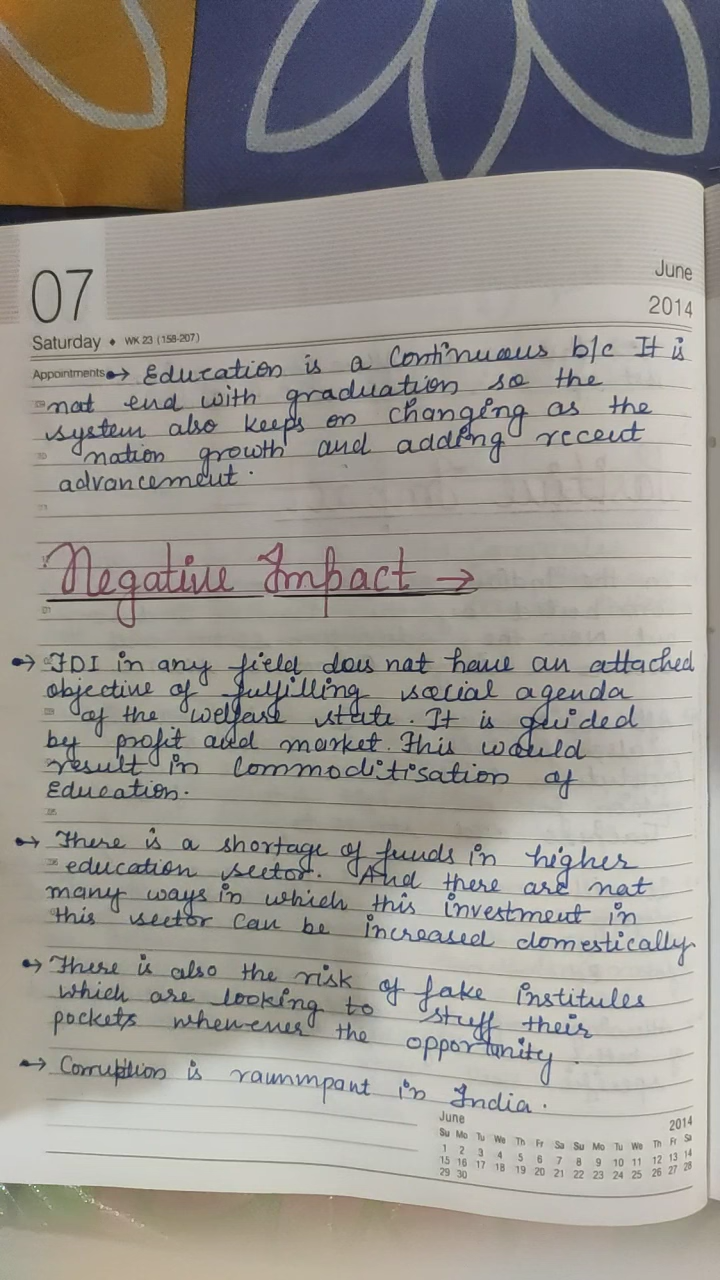 07
June
2014
Saturday ♦ WK 23 (158-207)
Appointments → Education is a continuous b/c It is
not end with graduation so the
system also keeps on changing as the
nation growth and adding recent
advancement.
Negative Impact →
→ FDI in any field does not have an attached
objective of fulfilling social agenda
of the welfare state. It is guided
by profit and market. This would
result in commoditisation of
Education.
→ There is a shortage of funds in higher
education sector. And there are not
many ways in which this investment in
this sector can be increased domestically.
→ There is also the risk of fake institules
which are looking to stuff their
pockets whenever the opportunity.
→ Corruption is raummpant in India.
June 2014
Su Mo Tu We Th Fr Sa Su Mo Tu We Th Fr Sa
1 2 3 4 5 6 7 8 9 10 11 12 13 14
15 16 17 18 19 20 21 22 23 24 25 26 27 28
29 30